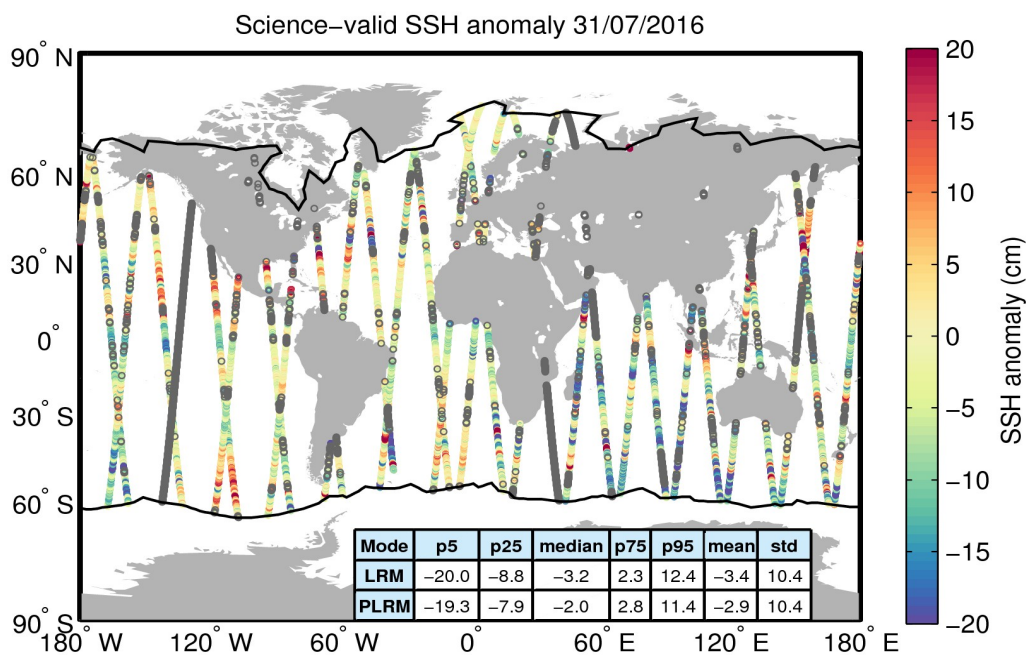 Science−valid SSH anomaly 31/07/2016
90° N
60° N
30° N
0°
30° S
60° S
90° S
180° W
120° W
60° W
0°
60° E
120° E
180° E
Mode p5 p25 median p75 p95 mean std
LRM −20.0 −8.8 −3.2 2.3 12.4 −3.4 10.4
PLRM −19.3 −7.9 −2.0 2.8 11.4 −2.9 10.4
20
15
10
5
0
−5
−10
−15
−20
SSH anomaly (cm)